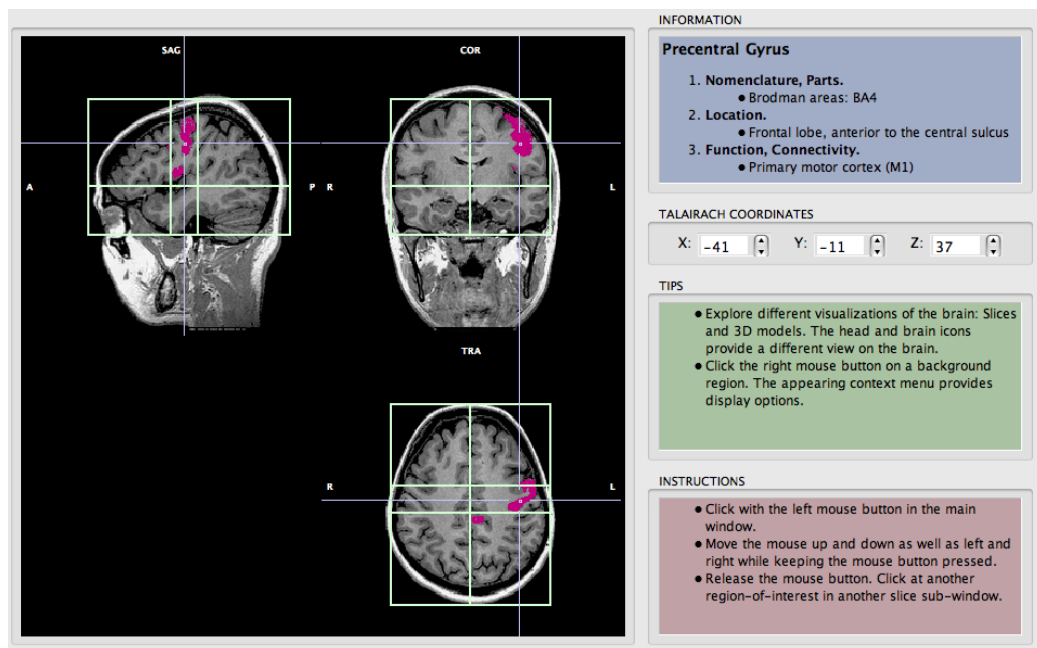 SAG
COR
A
P
R
L
TRA
R
L
INFORMATION
Precentral Gyrus
1. Nomenclature, Parts.
● Brodman areas: BA4
2. Location.
● Frontal lobe, anterior to the central sulcus
3. Function, Connectivity.
● Primary motor cortex (M1)
TALAIRACH COORDINATES
X: -41 Y: -11 Z: 37
TIPS
● Explore different visualizations of the brain: Slices
and 3D models. The head and brain icons
provide a different view on the brain.
● Click the right mouse button on a background
region. The appearing context menu provides
display options.
INSTRUCTIONS
● Click with the left mouse button in the main
window.
● Move the mouse up and down as well as left and
right while keeping the mouse button pressed.
● Release the mouse button. Click at another
region-of-interest in another slice sub-window.